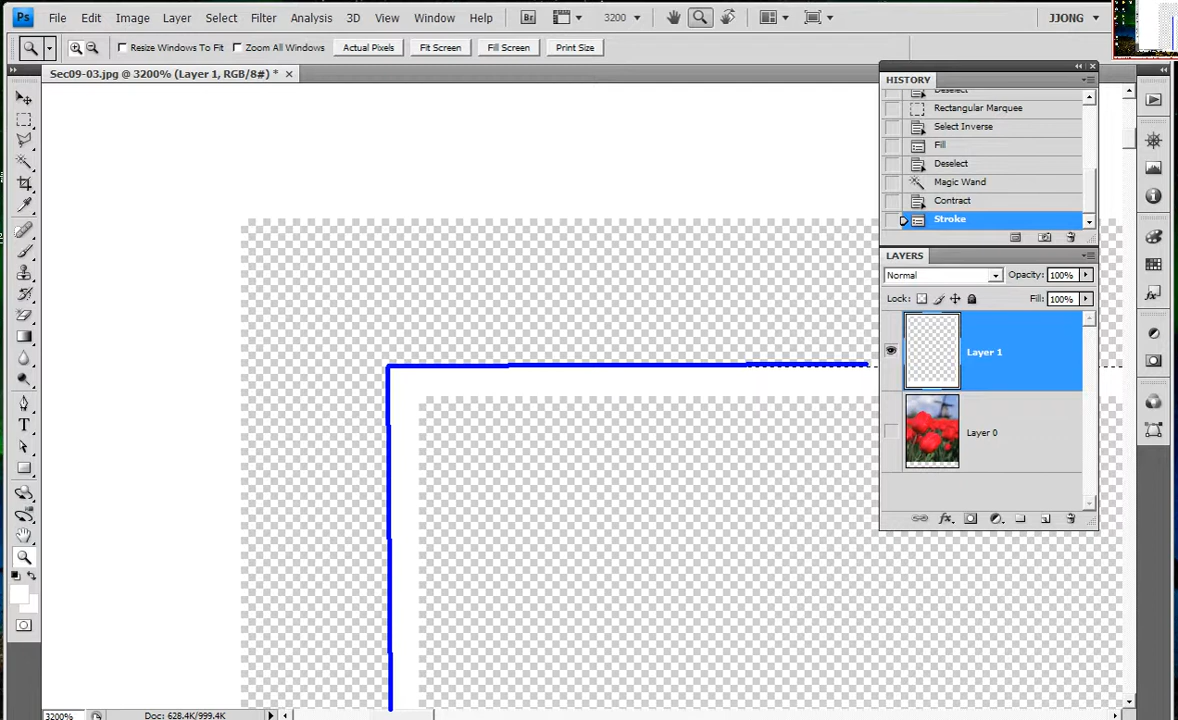 Ps File Edit Image Layer Select Filter Analysis 3D View Window Help Br 3200 JJONG
Resize Windows To Fit Zoom All Windows Actual Pixels Fit Screen Fill Screen Print Size
Sec09-03.jpg @ 3200% (Layer 1, RGB/8#) *
HISTORY
Deselect
Rectangular Marquee
Select Inverse
Fill
Deselect
Magic Wand
Contract
Stroke
LAYERS
Normal Opacity: 100%
Lock: Fill: 100%
Layer 1
Layer 0
T
fx
3200% Doc: 628.4K/999.4K